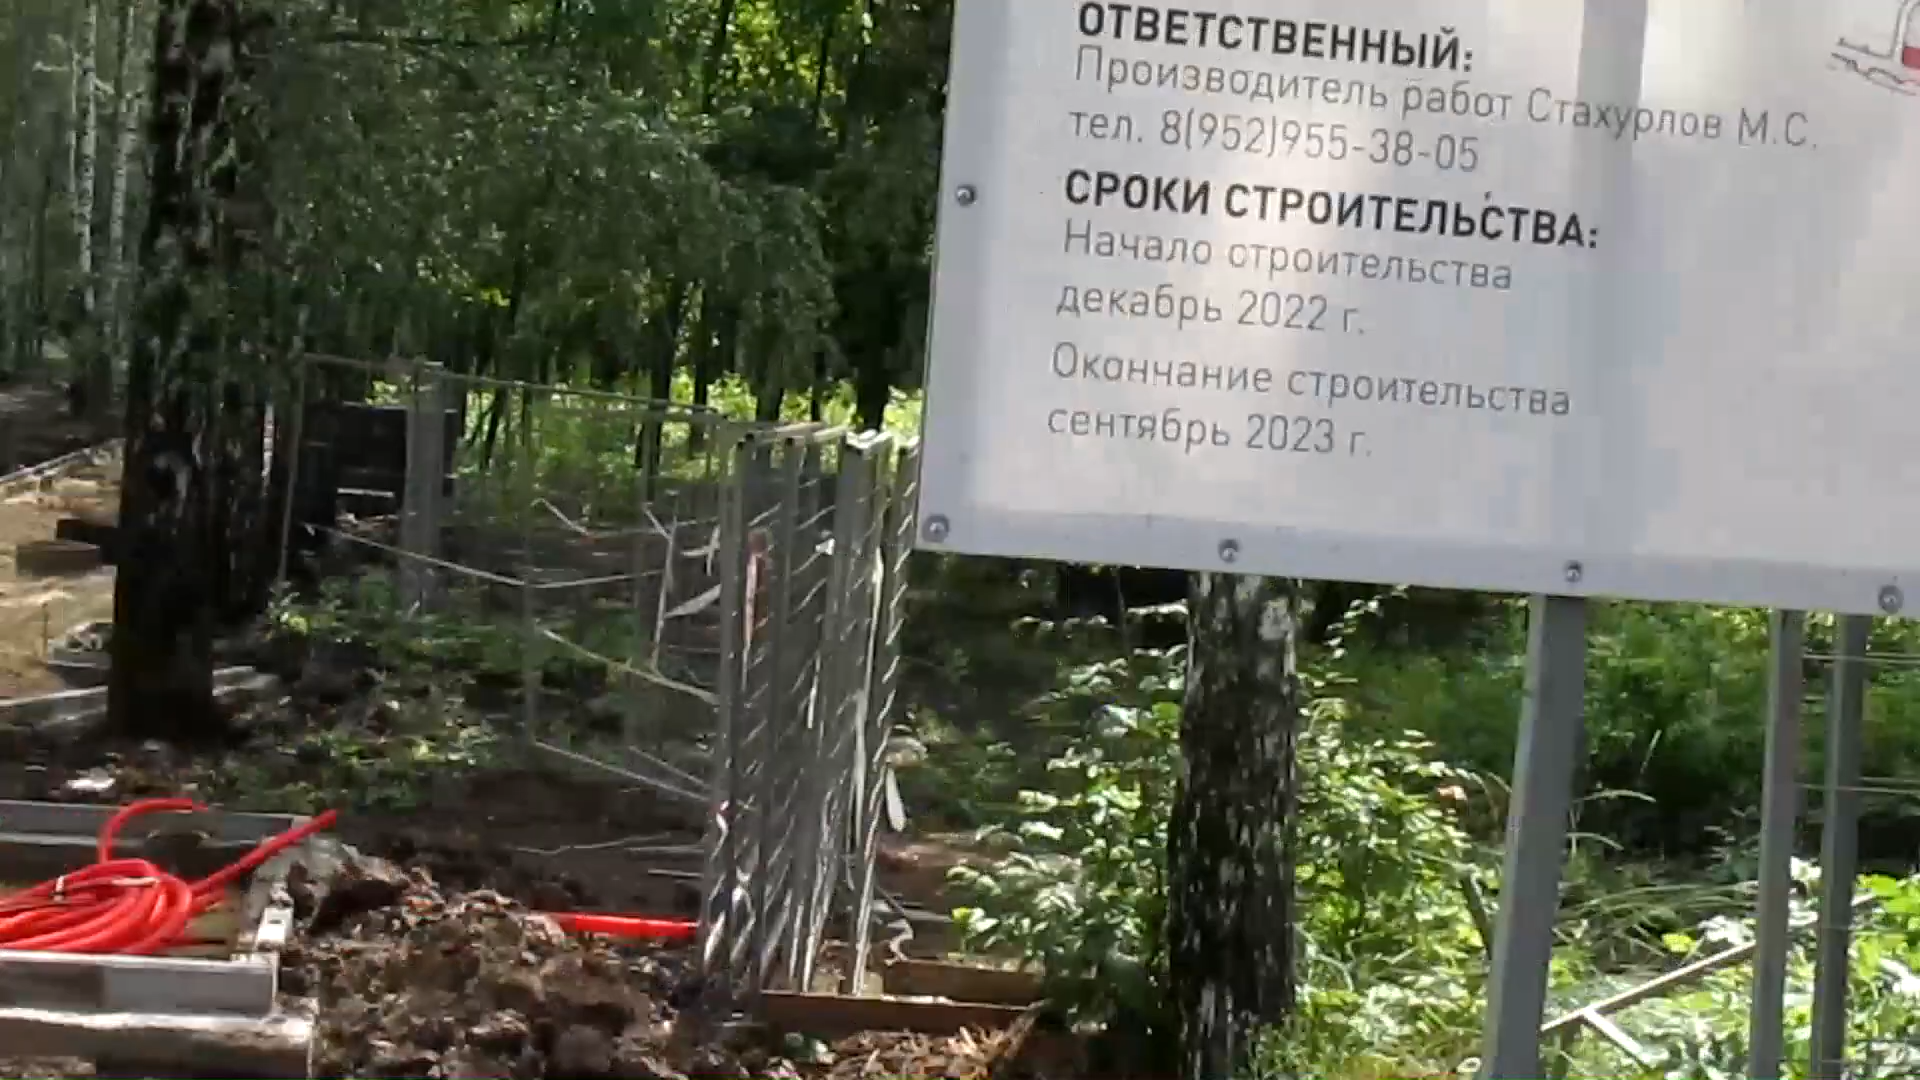 ОТВЕТСТВЕННЫЙ:
Производитель работ Стахурлов М.С.
тел. 8(952)955-38-05
СРОКИ СТРОИТЕЛЬСТВА:
Начало строительства
декабрь 2022 г.
Окончание строительства
сентябрь 2023 г.